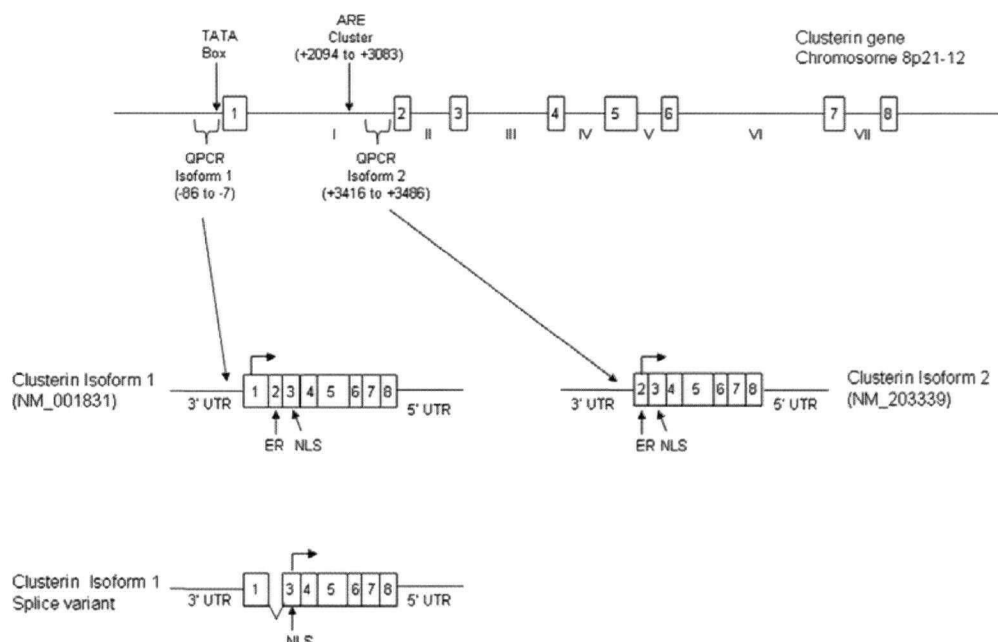 TATA
Box
ARE
Cluster
(+2094 to +3083)
Clusterin gene
Chromosome 8p21-12
1 2 3 4 5 6 7 8
I II III IV V VI VII
QPCR
Isoform 1
(-86 to -7)
QPCR
Isoform 2
(+3416 to +3486)
Clusterin Isoform 1
(NM_001831)
1 2 3 4 5 6 7 8
3' UTR 5' UTR
ER NLS
2 3 4 5 6 7 8
3' UTR 5' UTR
ER NLS
Clusterin Isoform 2
(NM_203339)
Clusterin Isoform 1
Splice variant
1 3 4 5 6 7 8
3' UTR 5' UTR
NLS